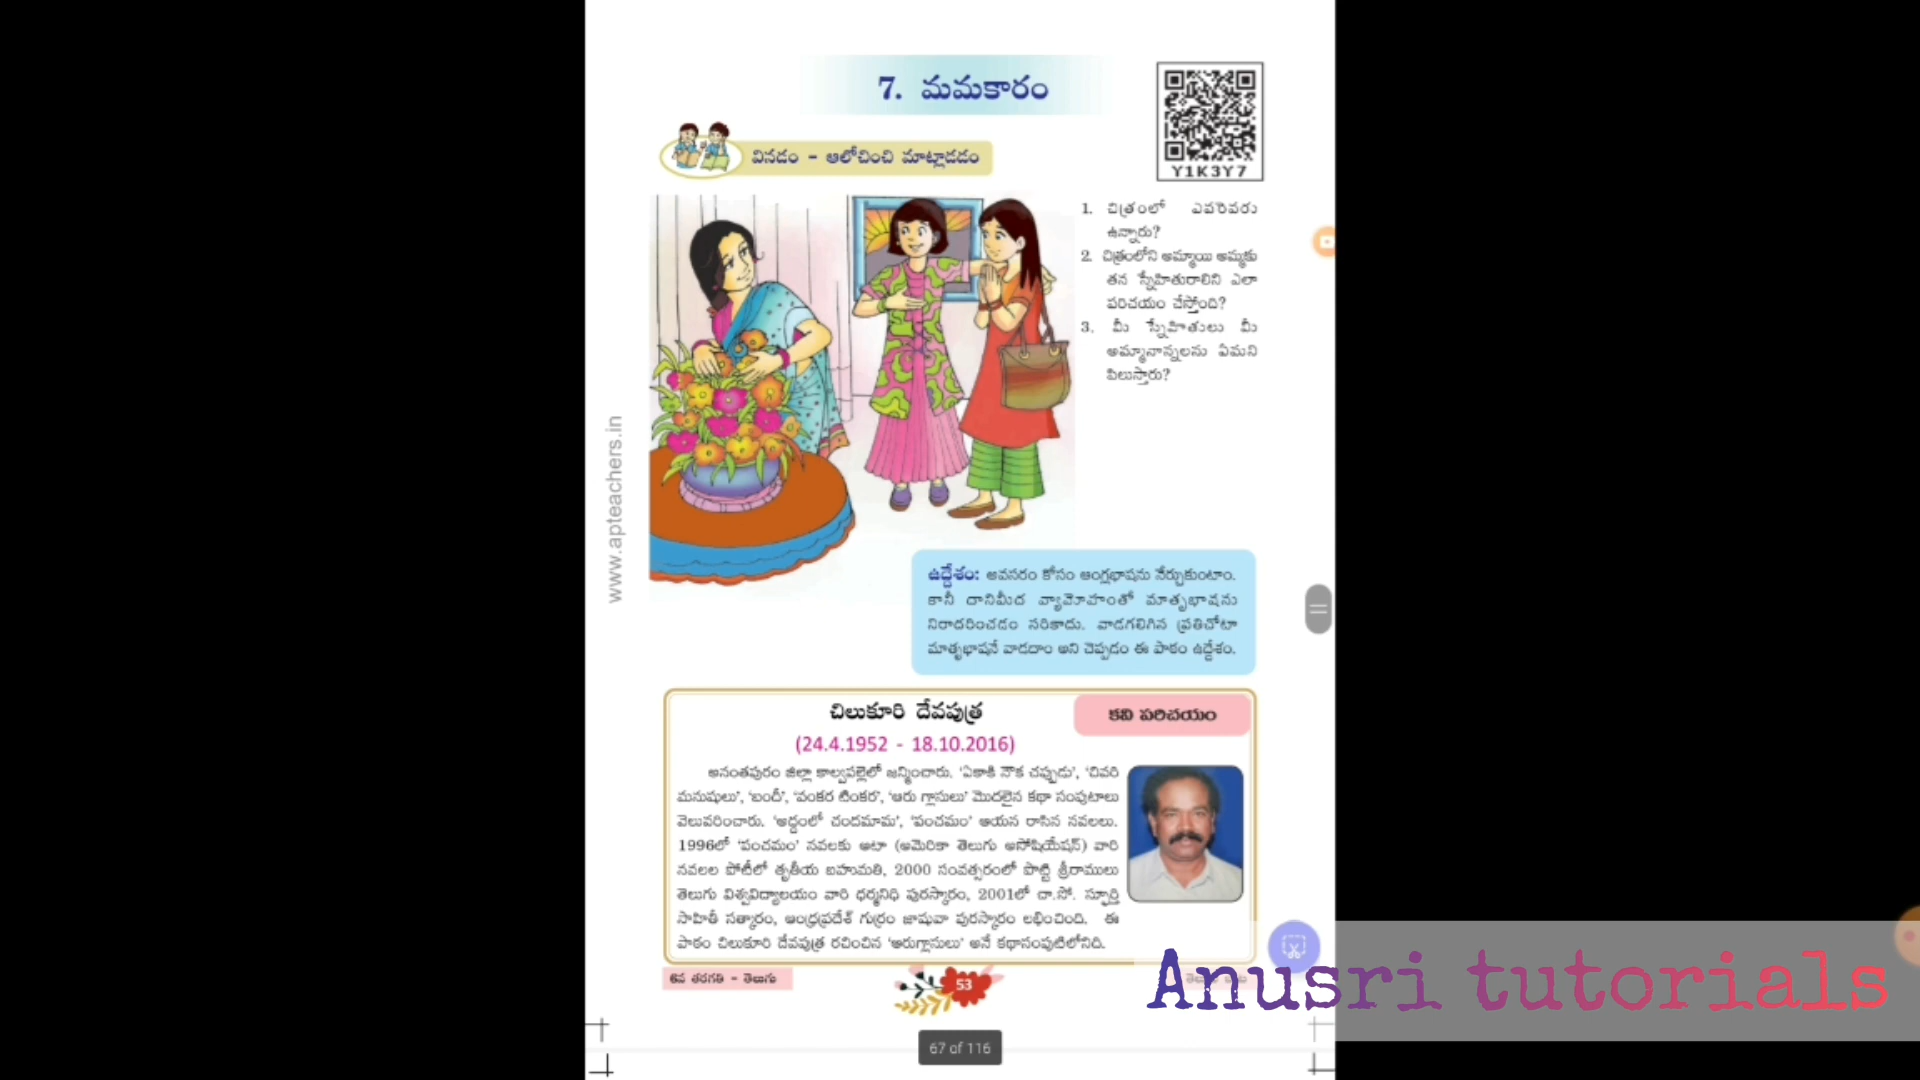 7. మమకారం
Y1K3Y7
వినడం - ఆలోచించి మాట్లాడడం
1. చిత్రంలో ఎవరెవరు
ఉన్నారు?
2. చిత్రంలోని అమ్మాయి అమ్మకు
తన స్నేహితురాలిని ఎలా
పరిచయం చేస్తోంది?
3. మీ స్నేహితులు మీ
అమ్మానాన్నలను ఏమని
పిలుస్తారు?
www.apteachers.in
ఉద్దేశం: అవసరం కోసం ఆంగ్లభాషను నేర్చుకుంటాం.
కానీ దానిమీద వ్యామోహంతో మాతృభాషను
నిరాదరించడం సరికాదు. వాడగలిగిన ప్రతిచోటా
మాతృభాషనే వాడదాం అని చెప్పడం ఈ పాఠం ఉద్దేశం.
చిలుకూరి దేవపుత్ర
కవి పరిచయం
(24.4.1952 - 18.10.2016)
అనంతపురం జిల్లా కాల్వపల్లెలో జన్మించారు. 'ఏకాకి నౌక చప్పుడు', 'చివరి
మనుషులు', 'బందీ', 'వంకర టింకర', 'ఆరు గ్లాసులు' మొదలైన కథా సంపుటాలు
వెలువరించారు. 'అద్దంలో చందమామ', 'పంచమం' ఆయన రాసిన నవలలు.
1996లో 'పంచమం' నవలకు ఆటా (అమెరికా తెలుగు అసోషియేషన్) వారి
నవలల పోటీలో తృతీయ బహుమతి, 2000 సంవత్సరంలో పొట్టి శ్రీరాములు
తెలుగు విశ్వవిద్యాలయం వారి ధర్మనిధి పురస్కారం, 2001లో చా.సో. స్ఫూర్తి
సాహితీ సత్కారం, ఆంధ్రప్రదేశ్ గుర్రం జాషువా పురస్కారం లభించింది. ఈ
పాఠం చిలుకూరి దేవపుత్ర రచించిన 'ఆరుగ్లాసులు' అనే కథాసంపుటిలోనిది.
6వ తరగతి - తెలుగు
53
Anusri tutorials
67 of 116